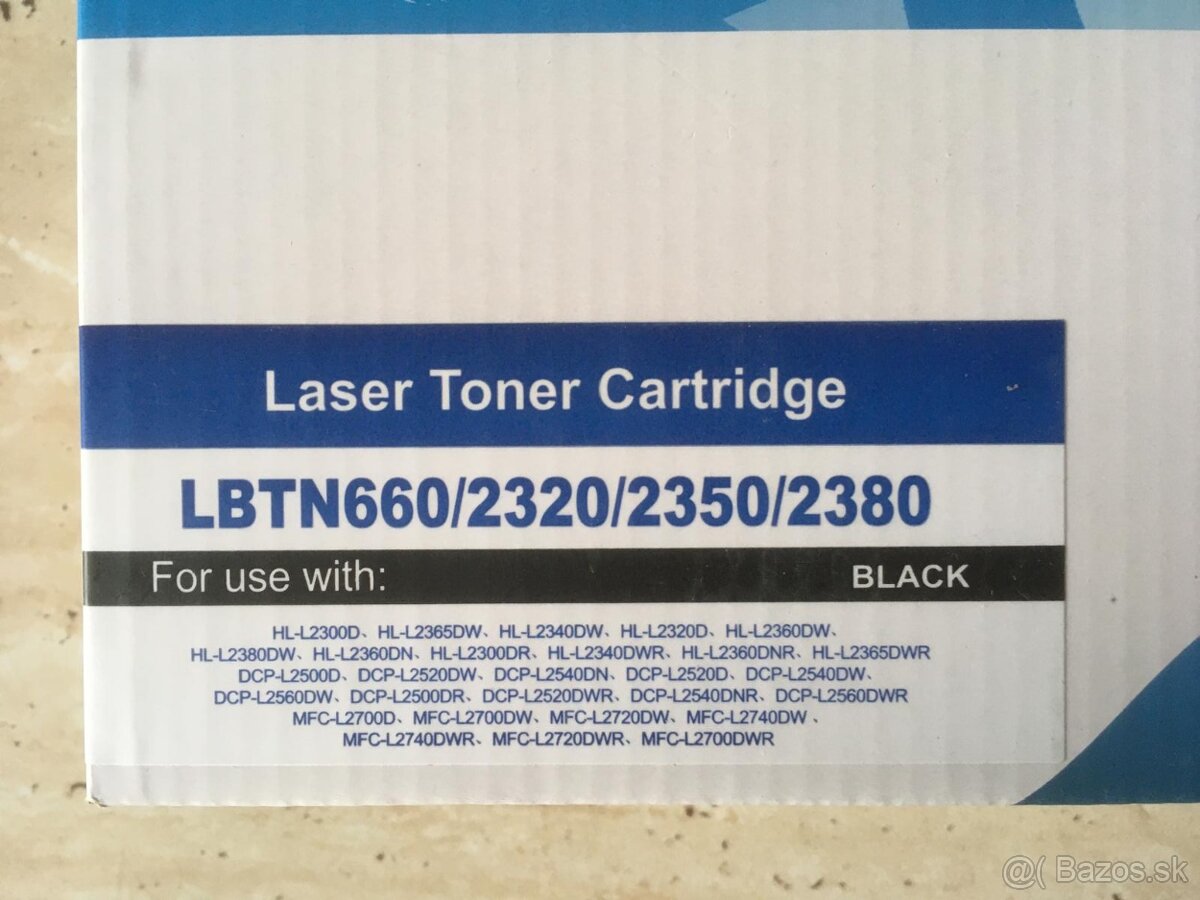 Laser Toner Cartridge
LBTN660/2320/2350/2380
For use with: BLACK
HL-L2300D、HL-L2365DW、HL-L2340DW、HL-L2320D、HL-L2360DW、
HL-L2380DW、HL-L2360DN、HL-L2300DR、HL-L2340DWR、HL-L2360DNR、HL-L2365DWR
DCP-L2500D、DCP-L2520DW、DCP-L2540DN、DCP-L2520D、DCP-L2540DW、
DCP-L2560DW、DCP-L2500DR、DCP-L2520DWR、DCP-L2540DNR、DCP-L2560DWR
MFC-L2700D、MFC-L2700DW、MFC-L2720DW、MFC-L2740DW 、
MFC-L2740DWR、MFC-L2720DWR、MFC-L2700DWR
@( Bazos.sk